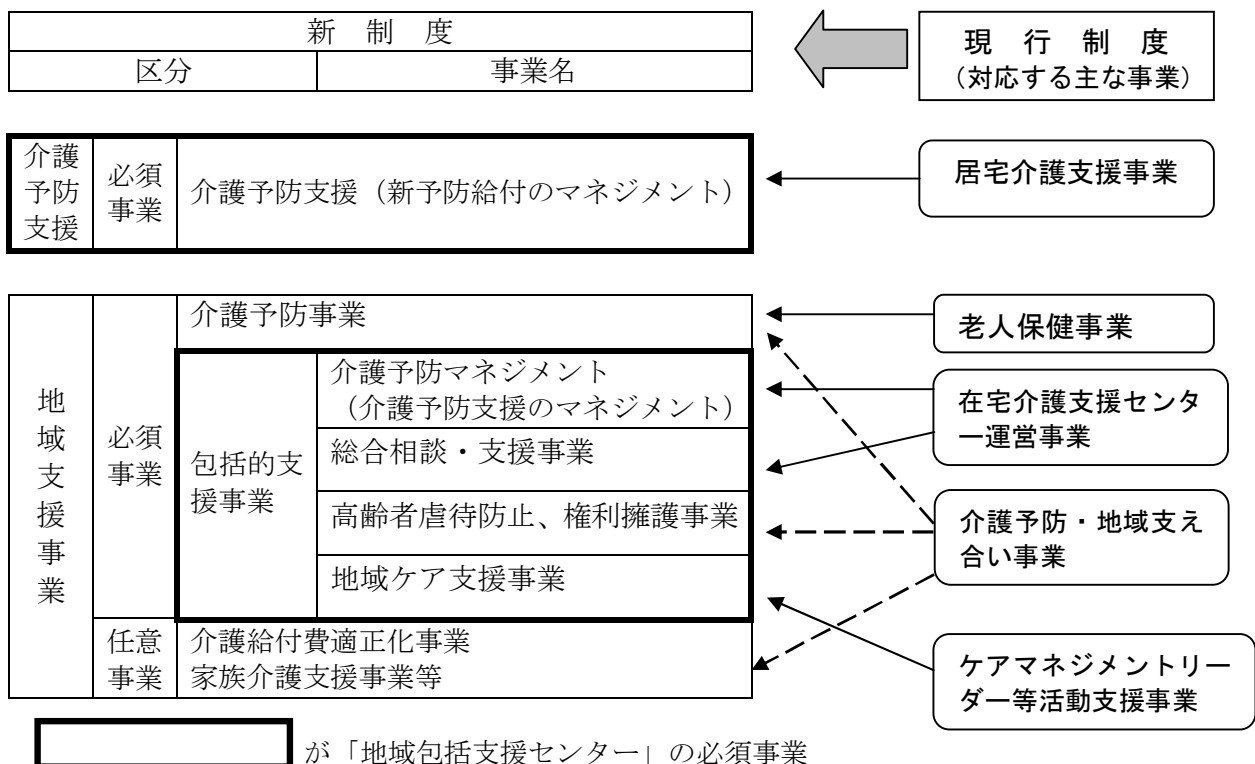 新 制 度
区分
事業名
現 行 制 度
(対応する主な事業)
介護
予防
支援
必須
事業
介護予防支援（新予防給付のマネジメント）
居宅介護支援事業
地域支援事業
必須
事業
介護予防事業
包括的支
援事業
介護予防マネジメント
（介護予防支援のマネジメント）
総合相談・支援事業
高齢者虐待防止、権利擁護事業
地域ケア支援事業
任意
事業
介護給付費適正化事業
家族介護支援事業等
老人保健事業
在宅介護支援センタ
ー運営事業
介護予防・地域支え
合い事業
ケアマネジメントリー
ダー等活動支援事業
が「地域包括支援センター」の必須事業